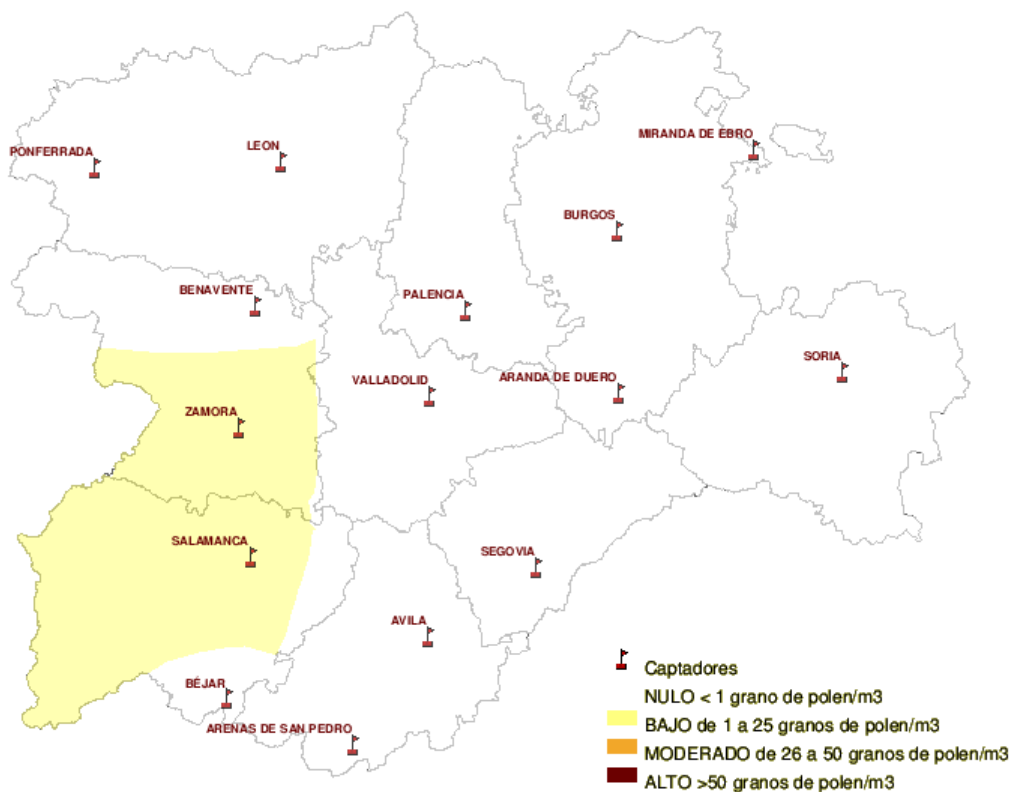 MIRANDA DE EBRO
PONFERRADA
LEON
BURGOS
BENAVENTE
PALENCIA
SORIA
VALLADOLID
ARANDA DE DUERO
ZAMORA
SALAMANCA
SEGOVIA
AVILA
BÉJAR
ARENAS DE SAN PEDRO
Captadores
NULO < 1 grano de polen/m3
BAJO de 1 a 25 granos de polen/m3
MODERADO de 26 a 50 granos de polen/m3
ALTO >50 granos de polen/m3